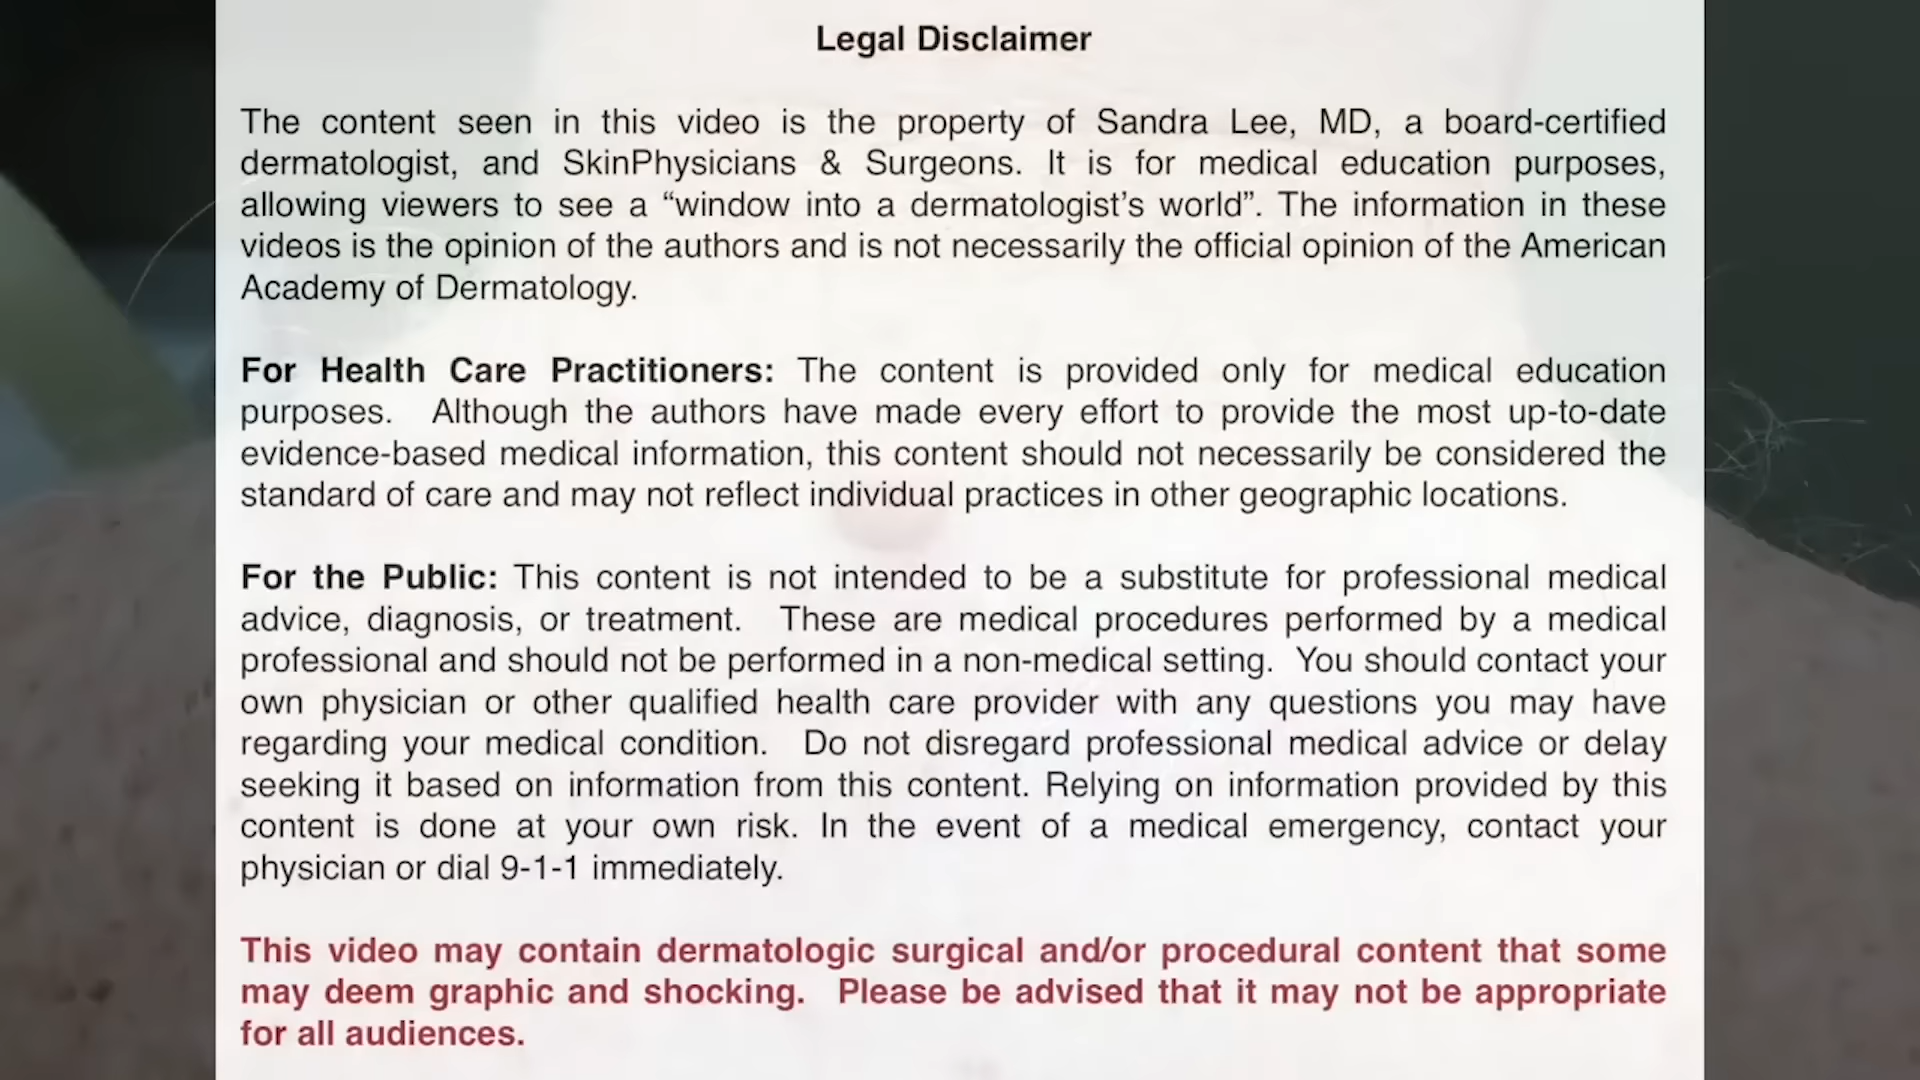 Legal Disclaimer
The content seen in this video is the property of Sandra Lee, MD, a board-certified
dermatologist, and SkinPhysicians & Surgeons. It is for medical education purposes,
allowing viewers to see a “window into a dermatologist’s world”. The information in these
videos is the opinion of the authors and is not necessarily the official opinion of the American
Academy of Dermatology.
For Health Care Practitioners: The content is provided only for medical education
purposes. Although the authors have made every effort to provide the most up-to-date
evidence-based medical information, this content should not necessarily be considered the
standard of care and may not reflect individual practices in other geographic locations.
For the Public: This content is not intended to be a substitute for professional medical
advice, diagnosis, or treatment. These are medical procedures performed by a medical
professional and should not be performed in a non-medical setting. You should contact your
own physician or other qualified health care provider with any questions you may have
regarding your medical condition. Do not disregard professional medical advice or delay
seeking it based on information from this content. Relying on information provided by this
content is done at your own risk. In the event of a medical emergency, contact your
physician or dial 9-1-1 immediately.
This video may contain dermatologic surgical and/or procedural content that some
may deem graphic and shocking. Please be advised that it may not be appropriate
for all audiences.